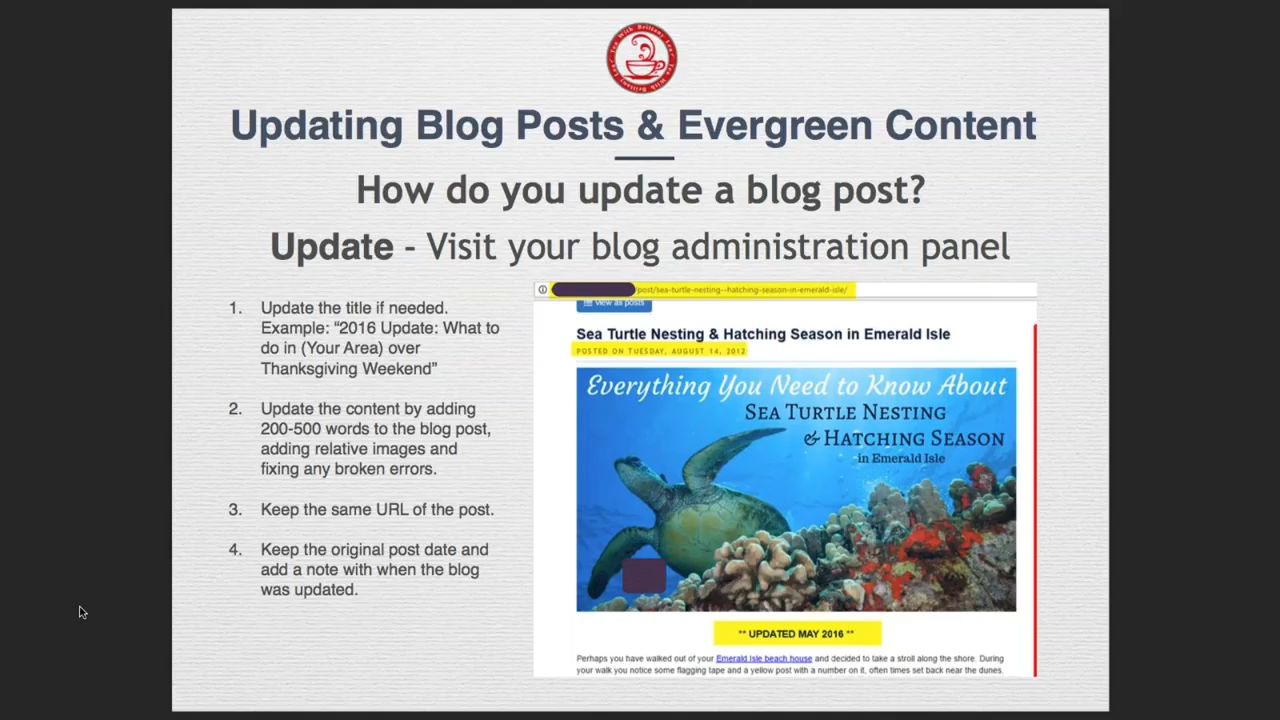 Tea With Brittany
Updating Blog Posts & Evergreen Content
How do you update a blog post?
Update - Visit your blog administration panel
1. Update the title if needed.
Example: “2016 Update: What to
do in (Your Area) over
Thanksgiving Weekend”
2. Update the content by adding
200-500 words to the blog post,
adding relative images and
fixing any broken errors.
3. Keep the same URL of the post.
4. Keep the original post date and
add a note with when the blog
was updated.
/post/sea-turtle-nesting--hatching-season-in-emerald-isle/
View all posts
Sea Turtle Nesting & Hatching Season in Emerald Isle
POSTED ON TUESDAY, AUGUST 14, 2012
Everything You Need to Know About
SEA TURTLE NESTING
& HATCHING SEASON
in Emerald Isle
** UPDATED MAY 2016 **
Perhaps you have walked out of your Emerald Isle beach house and decided to take a stroll along the shore. During
your walk you notice some flagging tape and a yellow post with a number on it, often times set back near the dunes.